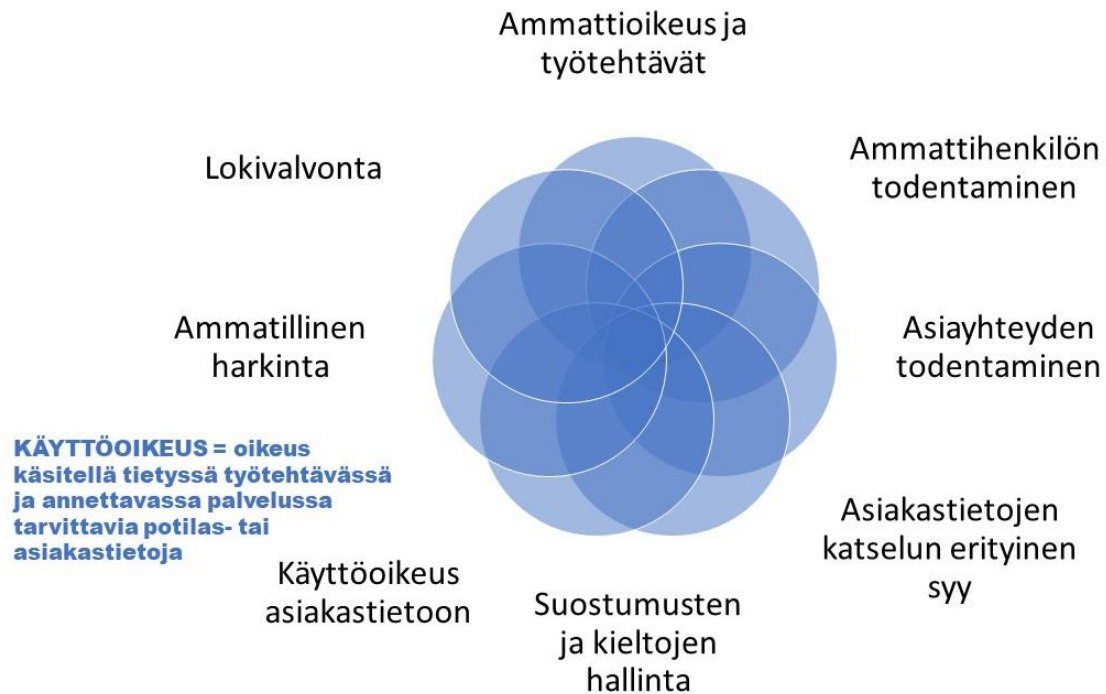 Ammattioikeus ja
työtehtävät
Ammattihenkilön
todentaminen
Asiayhteyden
todentaminen
Asiakastietojen
katselun erityinen
syy
Suostumusten
ja kieltojen
hallinta
Käyttöoikeus
asiakastietoon
Ammatillinen
harkinta
Lokivalvonta
KÄYTTÖOIKEUS = oikeus
käsitellä tietyssä työtehtävässä
ja annettavassa palvelussa
tarvittavia potilas- tai
asiakastietoja